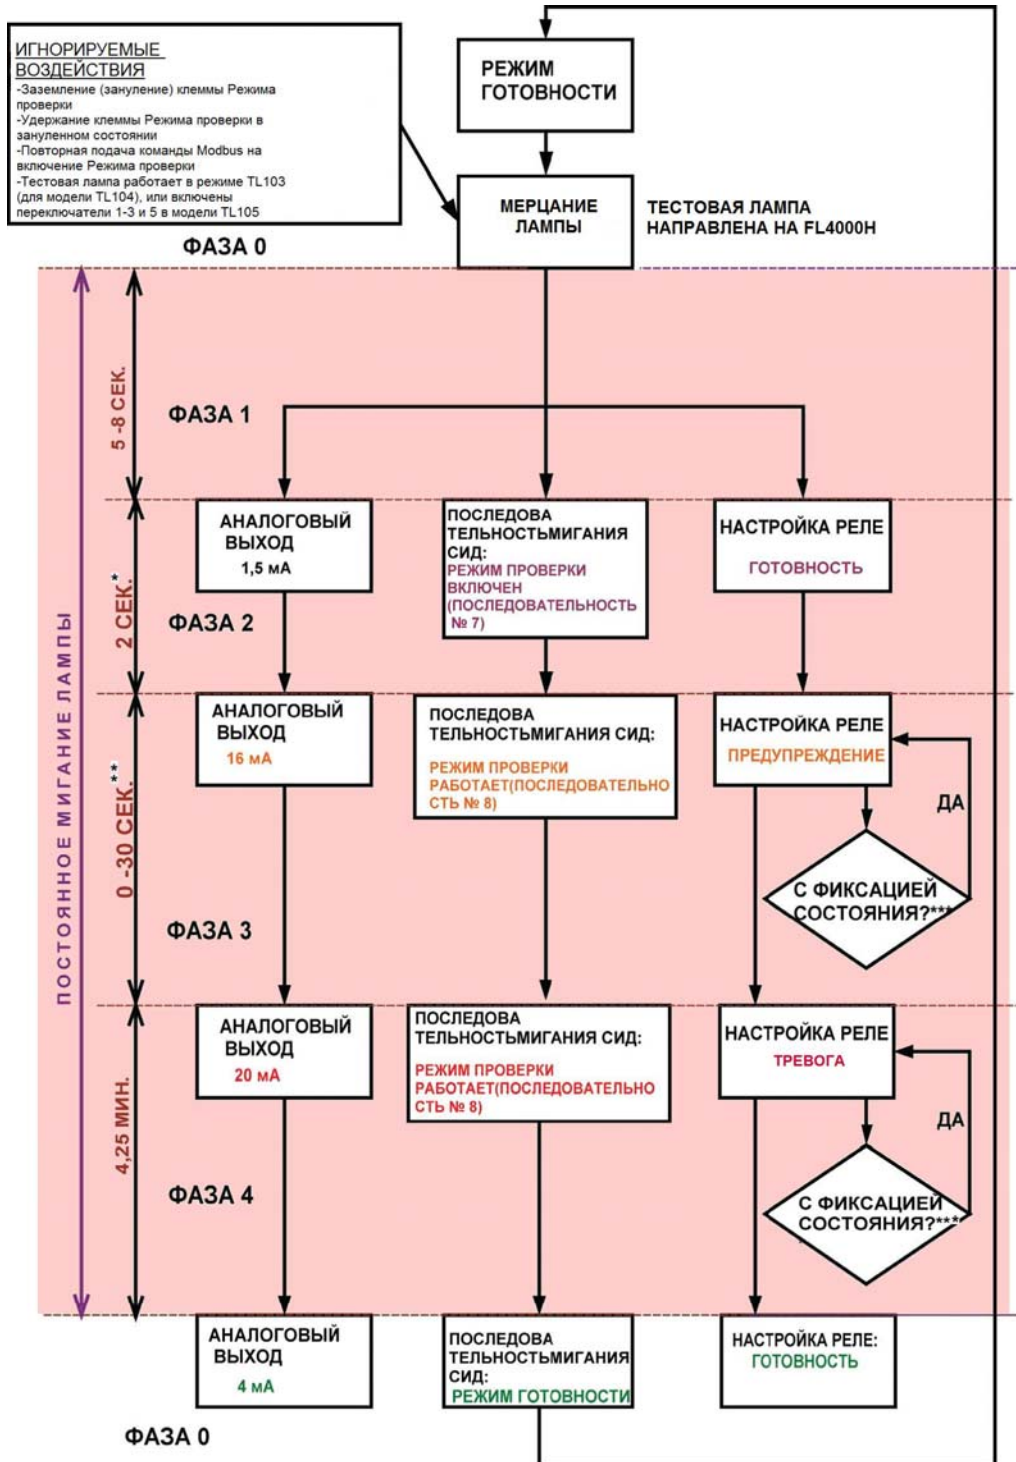 ИГНОРИРУЕМЫЕ
ВОЗДЕЙСТВИЯ
-Заземление (зануление) клеммы Режима
проверки
-Удержание клеммы Режима проверки в
зануленном состоянии
-Повторная подача команды Modbus на
включение Режима проверки
-Тестовая лампа работает в режиме TL103
(для модели TL104), или включены
переключатели 1-3 и 5 в модели TL105
РЕЖИМ
ГОТОВНОСТИ
МЕРЦАНИЕ
ЛАМПЫ
ТЕСТОВАЯ ЛАМПА
НАПРАВЛЕНА НА FL4000H
ФАЗА 0
ПОСТОЯННОЕ МИГАНИЕ ЛАМПЫ
5 -8 СЕК.
ФАЗА 1
АНАЛОГОВЫЙ
ВЫХОД
1,5 мА
ПОСЛЕДОВА
ТЕЛЬНОСТЬМИГАНИЯ
СИД:
РЕЖИМ ПРОВЕРКИ
ВКЛЮЧЕН
(ПОСЛЕДОВАТЕЛЬНОСТЬ
№ 7)
НАСТРОЙКА РЕЛЕ
ГОТОВНОСТЬ
2 СЕК.*
ФАЗА 2
АНАЛОГОВЫЙ
ВЫХОД
16 мА
ПОСЛЕДОВА
ТЕЛЬНОСТЬМИГАНИЯ СИД:
РЕЖИМ ПРОВЕРКИ
РАБОТАЕТ(ПОСЛЕДОВАТЕЛЬНО
СТЬ № 8)
НАСТРОЙКА РЕЛЕ
ПРЕДУПРЕЖДЕНИЕ
ДА
С ФИКСАЦИЕЙ
СОСТОЯНИЯ?***
0 -30 СЕК.**
ФАЗА 3
АНАЛОГОВЫЙ
ВЫХОД
20 мА
ПОСЛЕДОВА
ТЕЛЬНОСТЬМИГАНИЯ СИД:
РЕЖИМ ПРОВЕРКИ
РАБОТАЕТ(ПОСЛЕДОВАТЕЛЬНО
СТЬ № 8)
НАСТРОЙКА РЕЛЕ
ТРЕВОГА
ДА
С ФИКСАЦИЕЙ
СОСТОЯНИЯ?***
4,25 МИН.
ФАЗА 4
АНАЛОГОВЫЙ
ВЫХОД
4 мА
ПОСЛЕДОВА
ТЕЛЬНОСТЬМИГАНИЯ
СИД:
РЕЖИМ ГОТОВНОСТИ
НАСТРОЙКА РЕЛЕ:
ГОТОВНОСТЬ
ФАЗА 0